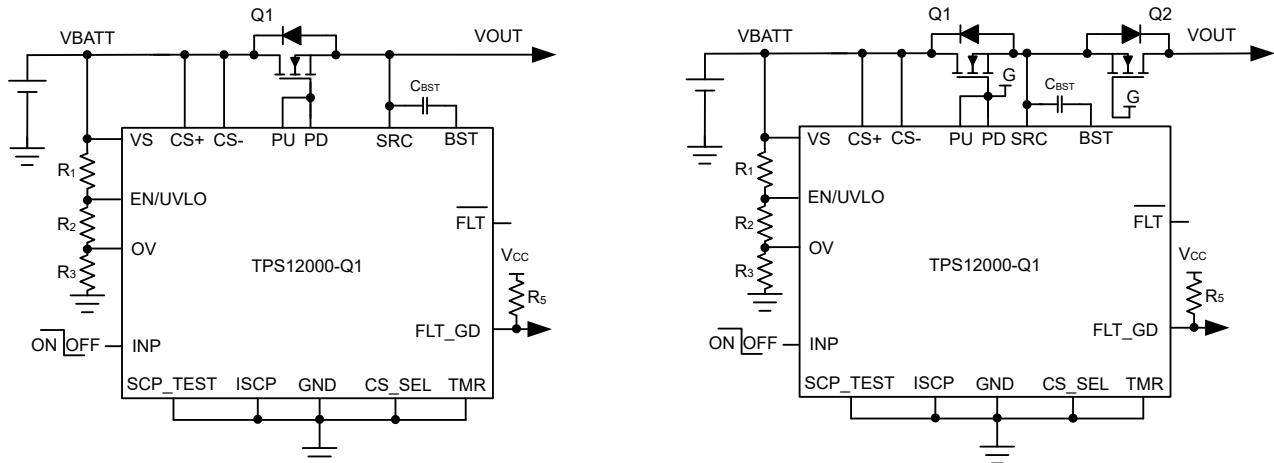 Q1
VBATT
VOUT
CBST
VS
CS+
CS-
PU
PD
SRC
BST
R1
EN/UVLO
R2
FLT
OV
VCC
R3
TPS12000-Q1
R5
FLT_GD
ON
OFF
INP
SCP_TEST
ISCP
GND
CS_SEL
TMR
Q1
Q2
VBATT
VOUT
G
CBST
G
VS
CS+
CS-
PU
PD
SRC
BST
R1
EN/UVLO
R2
FLT
OV
VCC
R3
TPS12000-Q1
R5
FLT_GD
ON
OFF
INP
SCP_TEST
ISCP
GND
CS_SEL
TMR